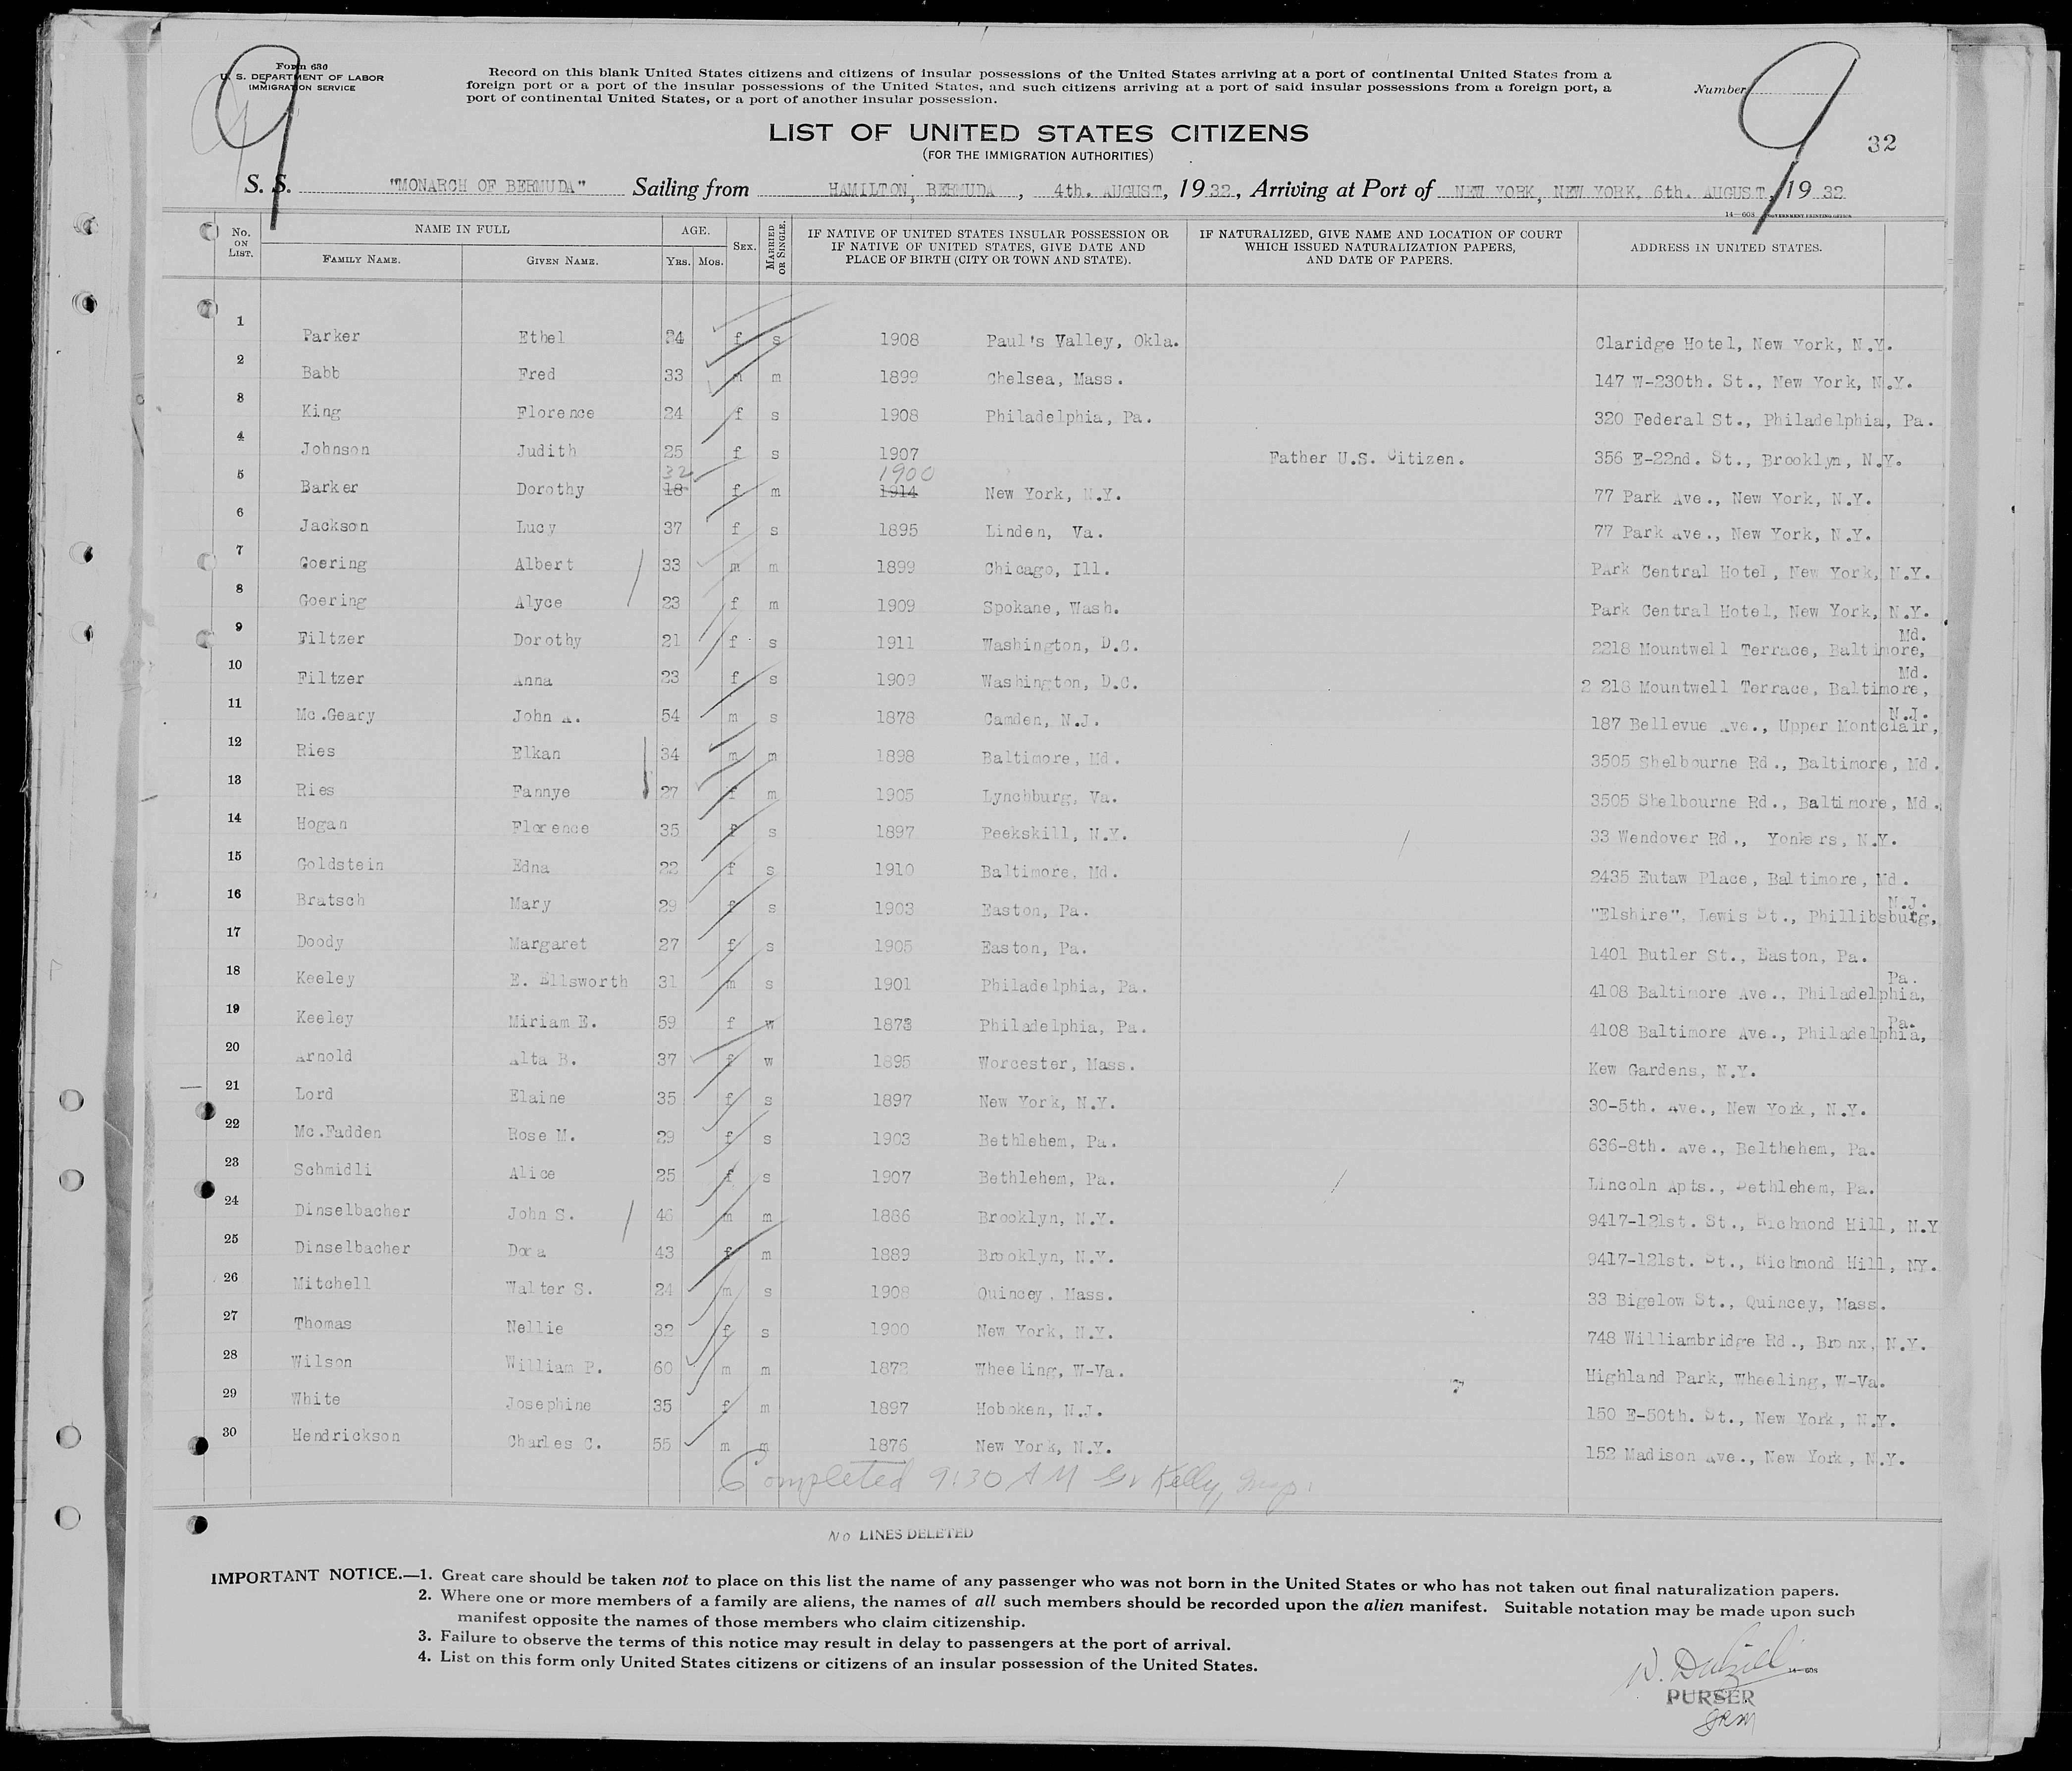 Form 630
U. S. DEPARTMENT OF LABOR
IMMIGRATION SERVICE
9
Record on this blank United States citizens and citizens of insular possessions of the United States arriving at a port of continental United States from a
foreign port or a port of the insular possessions of the United States, and such citizens arriving at a port of said insular possessions from a foreign port, a
port of continental United States, or a port of another insular possession.
Number
9
32
LIST OF UNITED STATES CITIZENS
(FOR THE IMMIGRATION AUTHORITIES)
S. S. "MONARCH OF BERMUDA" Sailing from HAMILTON, BERMUDA, 4th. AUGUST, 1932, Arriving at Port of NEW YORK, NEW YORK. 6th. AUGUST, 1932
14—608 GOVERNMENT PRINTING OFFICE
No. ON LIST. NAME IN FULL FAMILY NAME. GIVEN NAME. AGE. YRS. MOS. SEX. MARRIED OR SINGLE. IF NATIVE OF UNITED STATES INSULAR POSSESSION OR IF NATIVE OF UNITED STATES, GIVE DATE AND PLACE OF BIRTH (CITY OR TOWN AND STATE). IF NATURALIZED, GIVE NAME AND LOCATION OF COURT WHICH ISSUED NATURALIZATION PAPERS, AND DATE OF PAPERS. ADDRESS IN UNITED STATES.
1 Parker Ethel 24 f s 1908 Paul's Valley, Okla. Claridge Hotel, New York, N.Y.
2 Babb Fred 33 m m 1899 Chelsea, Mass. 147 W-230th. St., New York, N.Y.
3 King Florence 24 f s 1908 Philadelphia, Pa. 320 Federal St., Philadelphia, Pa.
4 Johnson Judith 25 f s 1907 Father U.S. Citizen. 356 E-22nd. St., Brooklyn, N.Y.
32 1900
5 Barker Dorothy 18 f m 1914 New York, N.Y. 77 Park Ave., New York, N.Y.
6 Jackson Lucy 37 f s 1895 Linden, Va. 77 Park Ave., New York, N.Y.
7 Goering Albert 33 m m 1899 Chicago, Ill. PArk Central Hotel, New York, N.Y.
8 Goering Alyce 23 f m 1909 Spokane, Wash. Park Central Hotel, New York, N.Y.
9 Filtzer Dorothy 21 f s 1911 Washington, D.C. 2218 Mountwell Terrace, Baltimore, Md.
10 Filtzer Anna 23 f s 1909 Washington, D.C. 2 218 Mountwell Terrace, Baltimore, Md.
11 Mc.Geary John A. 54 m s 1878 Camden, N.J. 187 Bellevue Ave., Upper Montclair, N.J.
12 Ries Elkan 34 m m 1898 Baltimore, Md. 3505 Shelbourne Rd., Baltimore, Md.
13 Ries Fannye 27 f m 1905 Lynchburg, Va. 3505 Shelbourne Rd., Baltimore, Md.
14 Hogan Florence 35 f s 1897 Peekskill, N.Y. 33 Wendover Rd., Yonkers, N.Y.
15 Goldstein Edna 22 f s 1910 Baltimore, Md. 2435 Eutaw Place, Baltimore, Md.
16 Bratsch Mary 29 f s 1903 Easton, Pa. "Elshire", Lewis St., Phillibsbutg, N.J.
17 Doody Margaret 27 f s 1905 Easton, Pa. 1401 Butler St., Easton, Pa.
18 Keeley E. Ellsworth 31 m s 1901 Philadelphia, Pa. 4108 Baltimore Ave., Philadelphia, Pa.
19 Keeley Miriam E. 59 f w 1873 Philadelphia, Pa. 4108 Baltimore Ave., Philadelphia, Pa.
20 Arnold Alta B. 37 f w 1895 Worcester, Mass. Kew Gardens, N.Y.
21 Lord Elaine 35 f s 1897 New York, N.Y. 30-5th. Ave., New York, N.Y.
22 Mc.Fadden Rose M. 29 f s 1903 Bethlehem, Pa. 636-8th. Ave., Belthehem, Pa.
23 Schmidli Alice 25 f s 1907 Bethlehem, Pa. Lincoln Apts., Bethlehem, Pa.
24 Dinselbacher John S. 46 m m 1886 Brooklyn, N.Y. 9417-121st. St., Richmond Hill, N.Y
25 Dinselbacher Dora 43 f m 1889 Brooklyn, N.Y. 9417-121st. St., Richmond Hill, NY.
26 Mitchell Walter S. 24 m s 1908 Quincey, Mass. 33 Bigelow St., Quincey, Mass.
27 Thomas Nellie 32 f s 1900 New York, N.Y. 748 Williambridge Rd., Bronx, N.Y.
28 Wilson William P. 60 m m 1872 Wheeling, W-Va. Highland Park, Wheeling, W-Va.
29 White Josephine 35 f m 1897 Hoboken, N.J. 150 E-50th. St., New York, N.Y.
30 Hendrickson Charles C. 55 m m 1876 New York, N.Y. 152 Madison Ave., New York, N.Y.
Completed 9:30 AM Kelly, Insp.
No LINES DELETED
IMPORTANT NOTICE.—1. Great care should be taken not to place on this list the name of any passenger who was not born in the United States or who has not taken out final naturalization papers.
2. Where one or more members of a family are aliens, the names of all such members should be recorded upon the alien manifest. Suitable notation may be made upon such
manifest opposite the names of those members who claim citizenship.
3. Failure to observe the terms of this notice may result in delay to passengers at the port of arrival.
4. List on this form only United States citizens or citizens of an insular possession of the United States.
14—608
PURSER